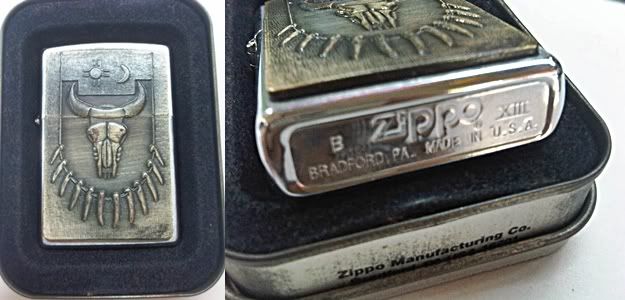 B Zippo XIII
BRADFORD, PA. MADE IN U.S.A.
Zippo Manufacturing Co.